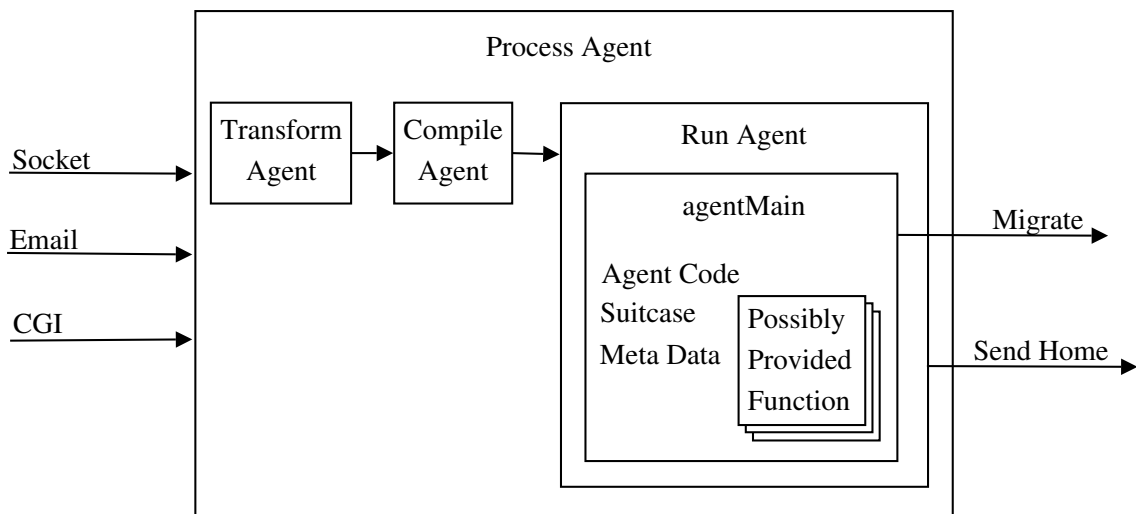 Process Agent
Socket
Email
CGI
Transform
Agent
Compile
Agent
Run Agent
agentMain
Agent Code
Suitcase
Meta Data
Possibly
Provided
Function
Migrate
Send Home